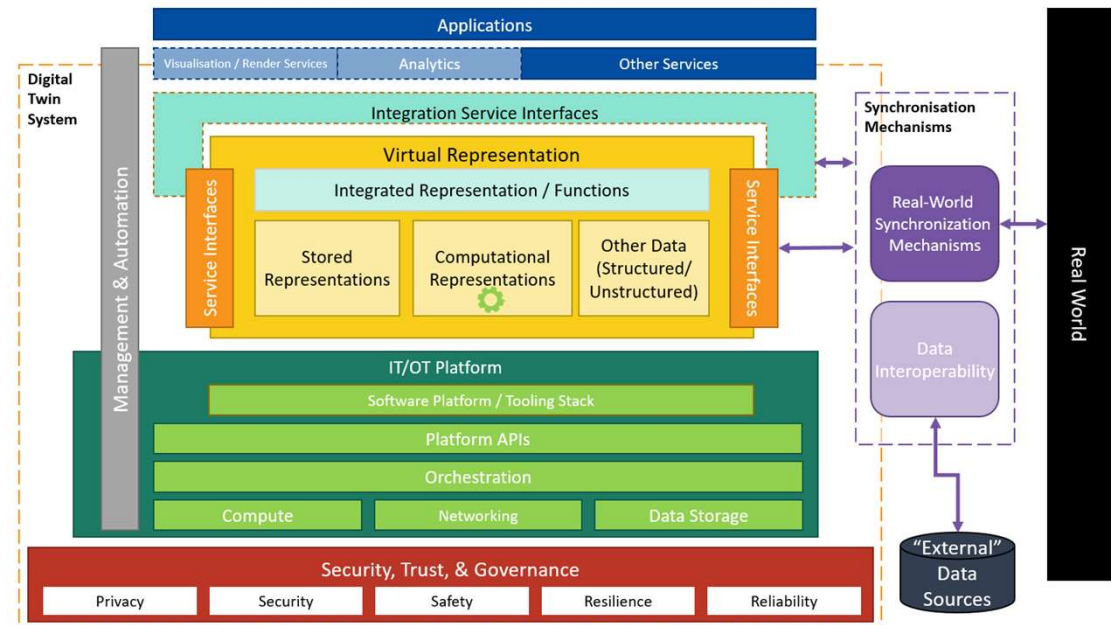 Applications
Visualisation / Render Services
Analytics
Other Services
Digital
Twin
System
Management & Automation
Integration Service Interfaces
Virtual Representation
Integrated Representation / Functions
Service Interfaces
Stored
Representations
Computational
Representations
Other Data
(Structured/
Unstructured)
Service Interfaces
Synchronisation
Mechanisms
Real-World
Synchronization
Mechanisms
Data
Interoperability
Real World
IT/OT Platform
Software Platform / Tooling Stack
Platform APIs
Orchestration
Compute
Networking
Data Storage
“External”
Data
Sources
Security, Trust, & Governance
Privacy
Security
Safety
Resilience
Reliability